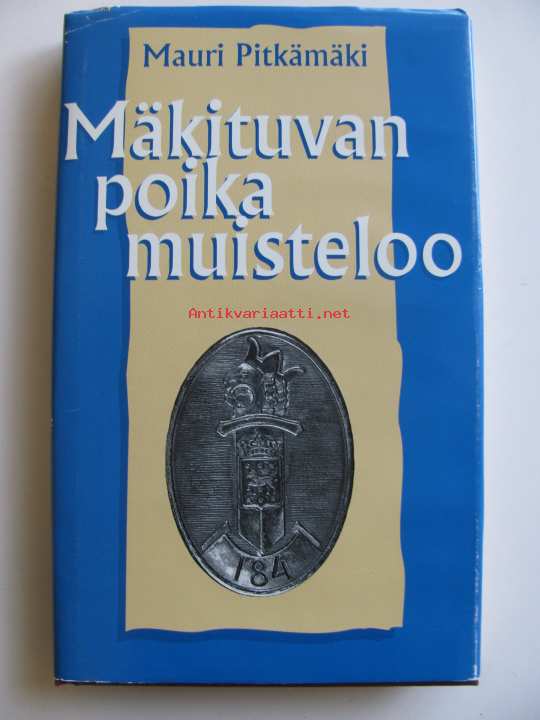 Mauri Pitkämäki
Mäkituvan
poika
muisteloo
Antikvariaatti.net
184